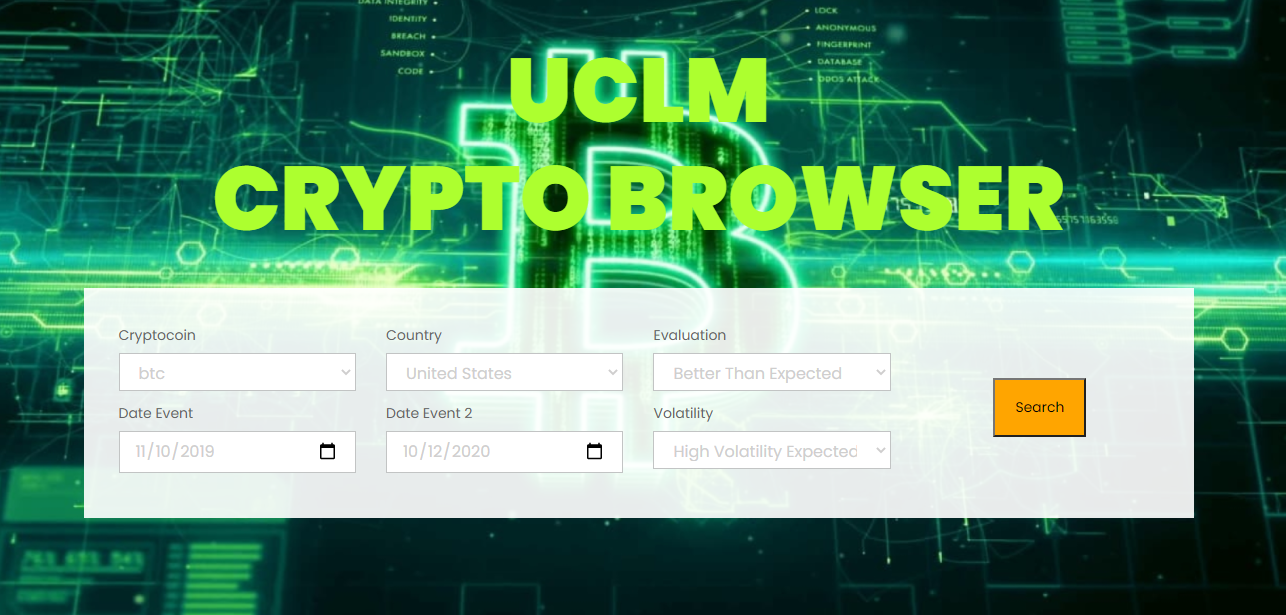 DATA INTEGRITY
IDENTITY
BREACH
SANDBOX
CODE
LOCK
ANONYMOUS
FINGERPRINT
DATABASE
DDOS ATTACK
UCLM
CRYPTO BROWSER
Cryptocoin
Country
Evaluation
btc
United States
Better Than Expected
Date Event
Date Event 2
Volatility
11/10/2019
10/12/2020
High Volatility Expected
Search